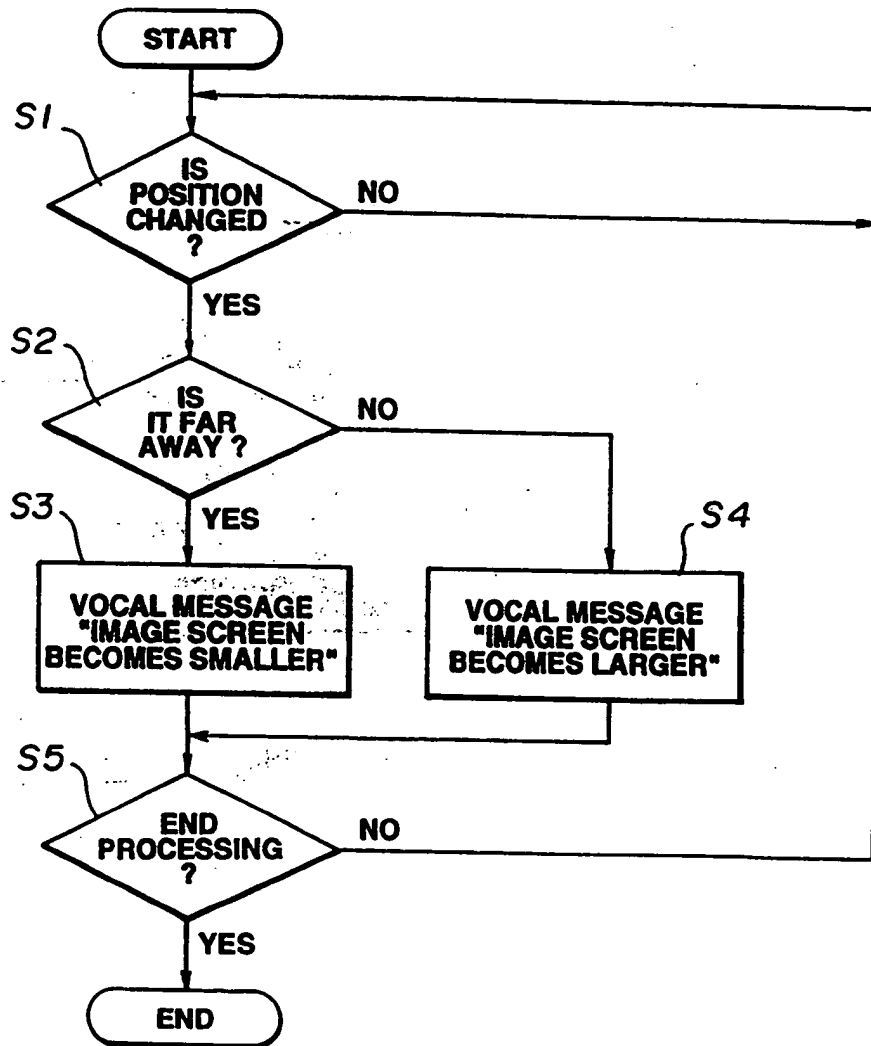 START
S1
IS
POSITION
CHANGED
?
NO
YES
S2
IS
IT FAR
AWAY ?
NO
YES
S3
VOCAL MESSAGE
"IMAGE SCREEN
BECOMES SMALLER"
S4
VOCAL MESSAGE
"IMAGE SCREEN
BECOMES LARGER"
S5
END
PROCESSING
?
NO
YES
END